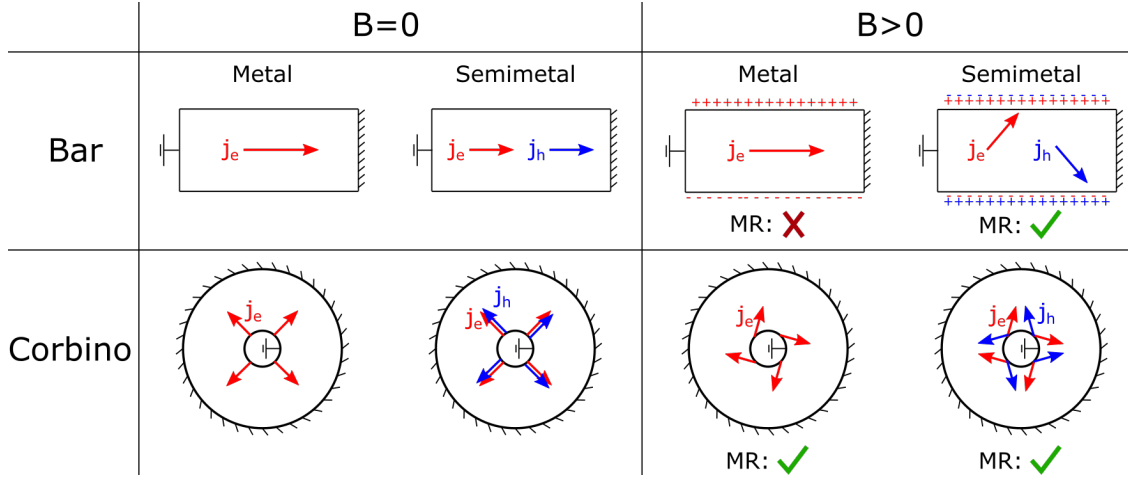 B=0
B>0
Metal
Semimetal
Metal
Semimetal
Bar
je
je
jh
++++++++++++++++
je
----------------
MR:
----------------
++++++++++++++++
je
jh
----------------
++++++++++++++++
MR:
Corbino
je
jh
je
je
MR:
je
jh
MR: